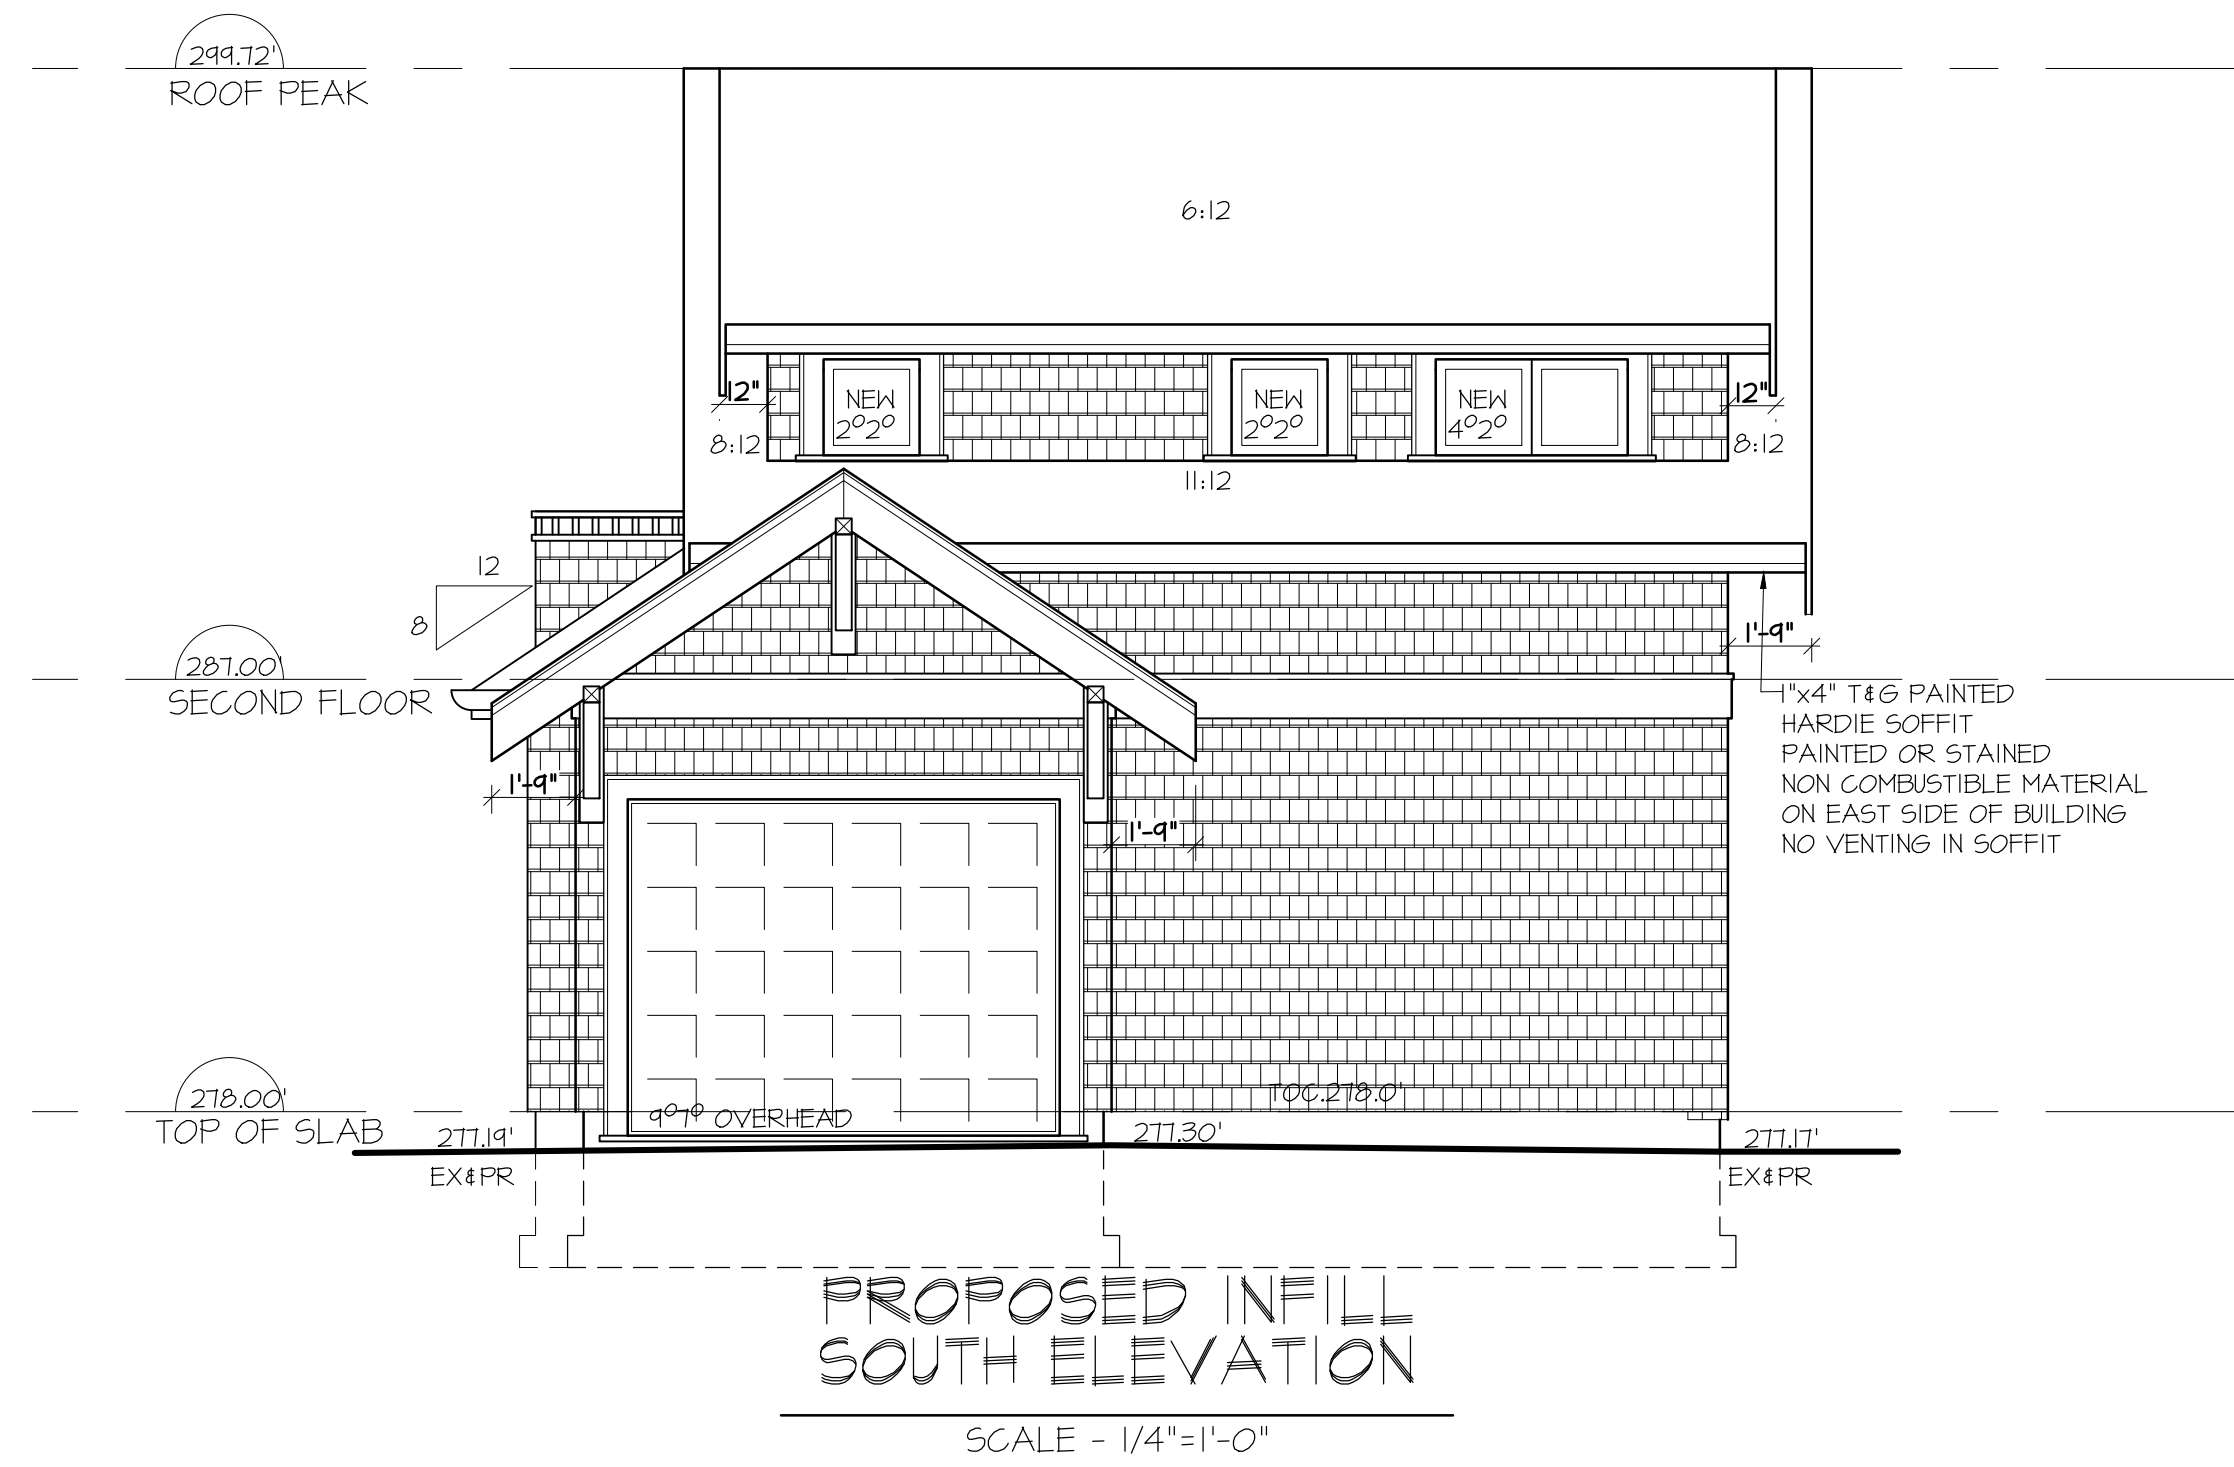 299.72'
ROOF PEAK
6:12
12"
NEW
2⁰2⁰
NEW
2⁰2⁰
NEW
4⁰2⁰
12"
8:12
8:12
11:12
12
8
1'-9"
287.00'
SECOND FLOOR
1"x4" T&G PAINTED
HARDIE SOFFIT
PAINTED OR STAINED
NON COMBUSTIBLE MATERIAL
ON EAST SIDE OF BUILDING
NO VENTING IN SOFFIT
1'-9"
1'-9"
278.00'
TOP OF SLAB
TOC.278.0'
9⁰7⁰ OVERHEAD
277.19'
277.30'
277.17'
EX&PR
EX&PR
PROPOSED INFILL
SOUTH ELEVATION
SCALE - 1/4"=1'-0"